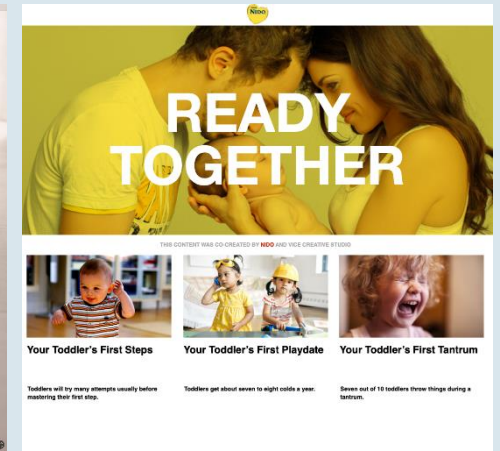 NIDO
READY
TOGETHER
THIS CONTENT WAS CO-CREATED BY NIDO AND VICE CREATIVE STUDIO
Your Toddler's First Steps
Toddlers will try many attempts usually before
mastering their first step.
Your Toddler's First Playdate
Toddlers get about seven to eight colds a year.
Your Toddler's First Tantrum
Seven out of 10 toddlers throw things during a
tantrum.